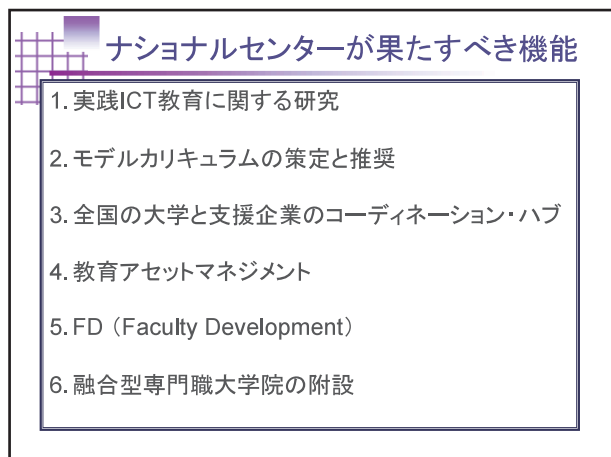 ナショナルセンターが果たすべき機能
1. 実践ICT教育に関する研究
2. モデルカリキュラムの策定と推奨
3. 全国の大学と支援企業のコーディネーション・ハブ
4. 教育アセットマネジメント
5. FD （Faculty Development）
6. 融合型専門職大学院の附設